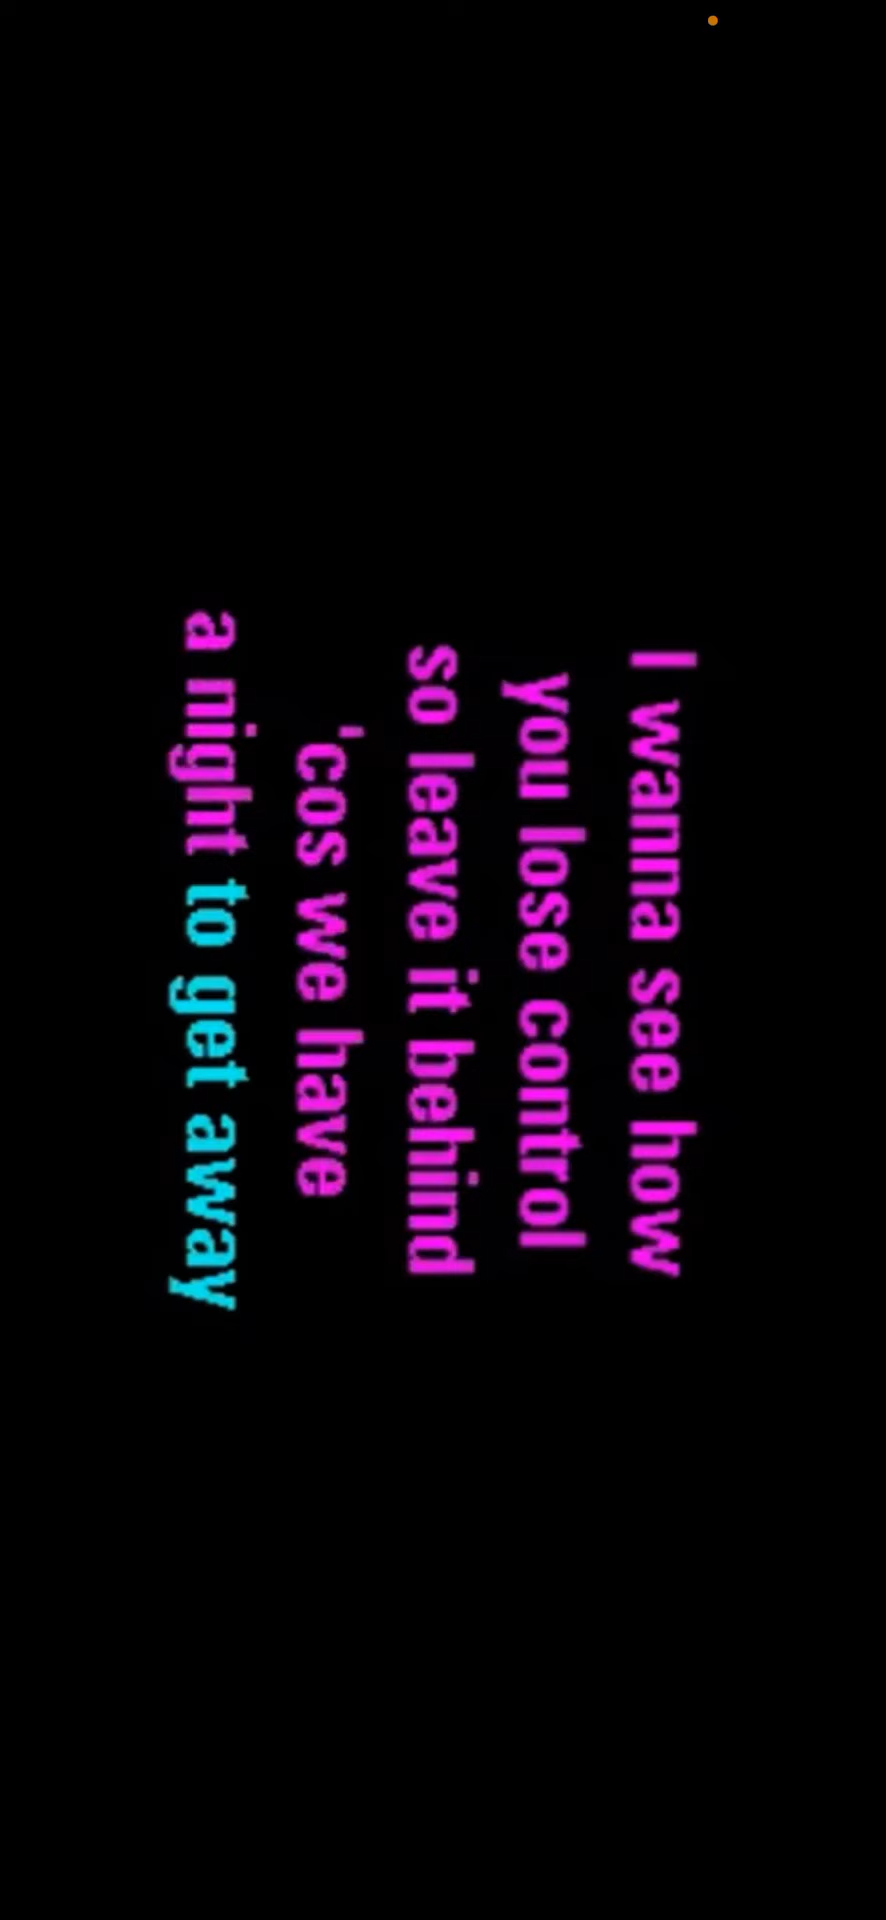 I wanna see how
you lose control
so leave it behind
'cos we have
a night to get away